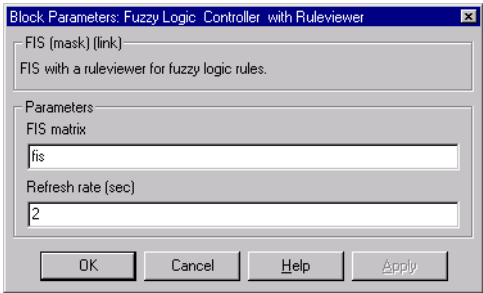 Block Parameters: Fuzzy Logic Controller with Ruleviewer
FIS (mask) (link)
FIS with a ruleviewer for fuzzy logic rules.
Parameters
FIS matrix
fis
Refresh rate (sec)
2
OK Cancel Help Apply